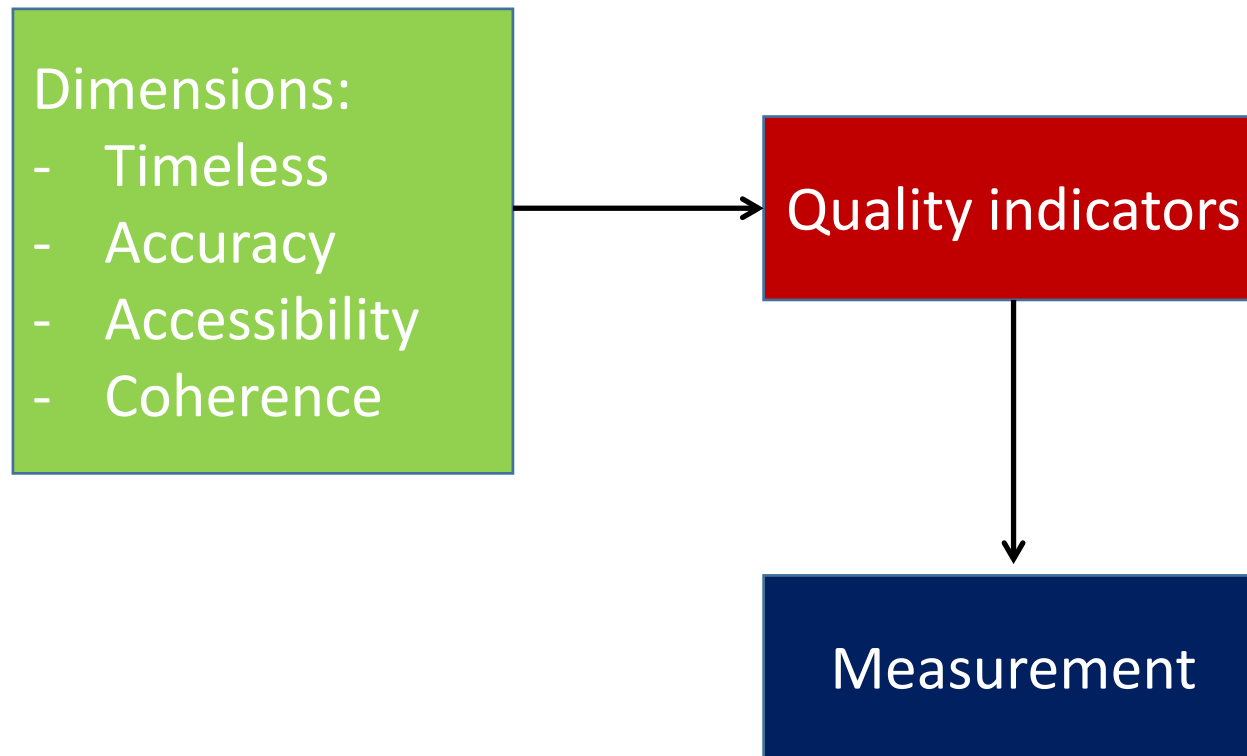 Dimensions:
- Timeless
- Accuracy
- Accessibility
- Coherence
Quality indicators
Measurement